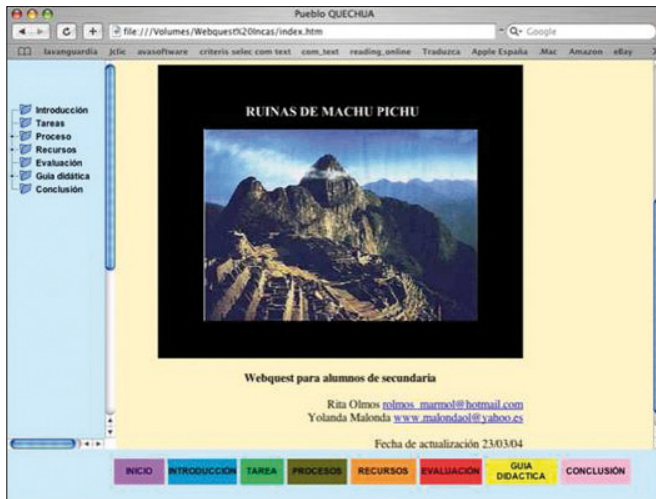 Pueblo QUECHUA
file:///Volumes/Webquest%20Incas/index.htm
Google
lavanguardia Jclic avasoftware criteris selec com text com_text reading_online Traduzca Apple España .Mac Amazon eBay
Introducción
Tareas
Proceso
Recursos
Evaluación
Guia didática
Conclusión
RUINAS DE MACHU PICHU
Webquest para alumnos de secundaria
Rita Olmos rolmos_marmol@hotmail.com
Yolanda Malonda www.malondaol@yahoo.es
Fecha de actualización 23/03/04
INICIO INTRODUCCIÓN TAREA PROCESOS RECURSOS EVALUACIÓN GUIA DIDACTICA CONCLUSIÓN